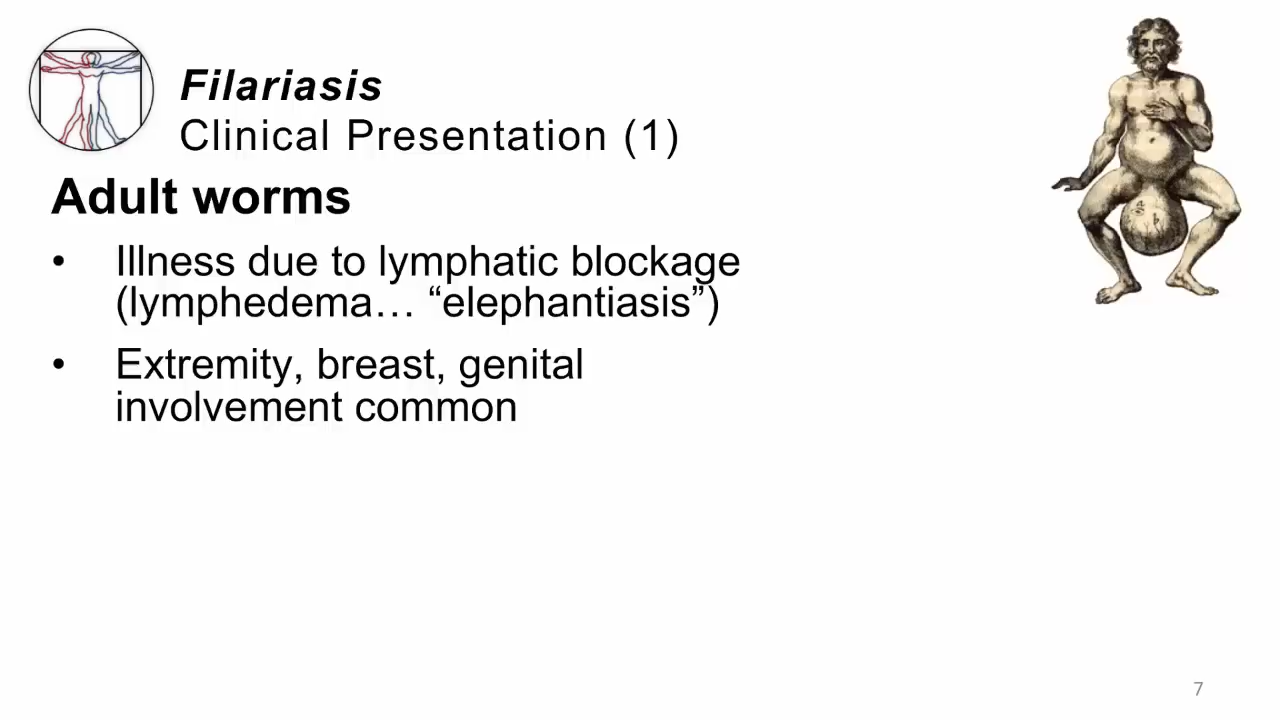 Filariasis
Clinical Presentation (1)
Adult worms
• Illness due to lymphatic blockage
(lymphedema… “elephantiasis”)
• Extremity, breast, genital
involvement common
7